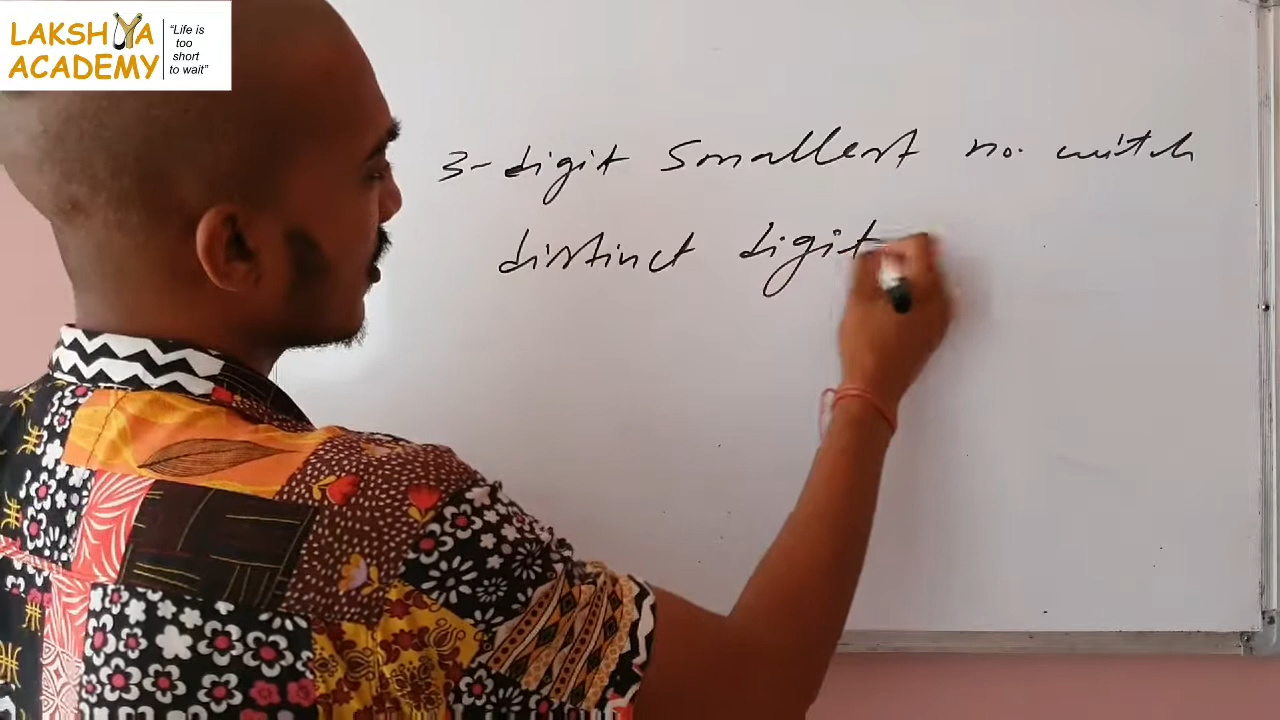 LAKSHYA
ACADEMY
"Life is
too
short
to wait"
3-digit smallest no. with
distinct digit